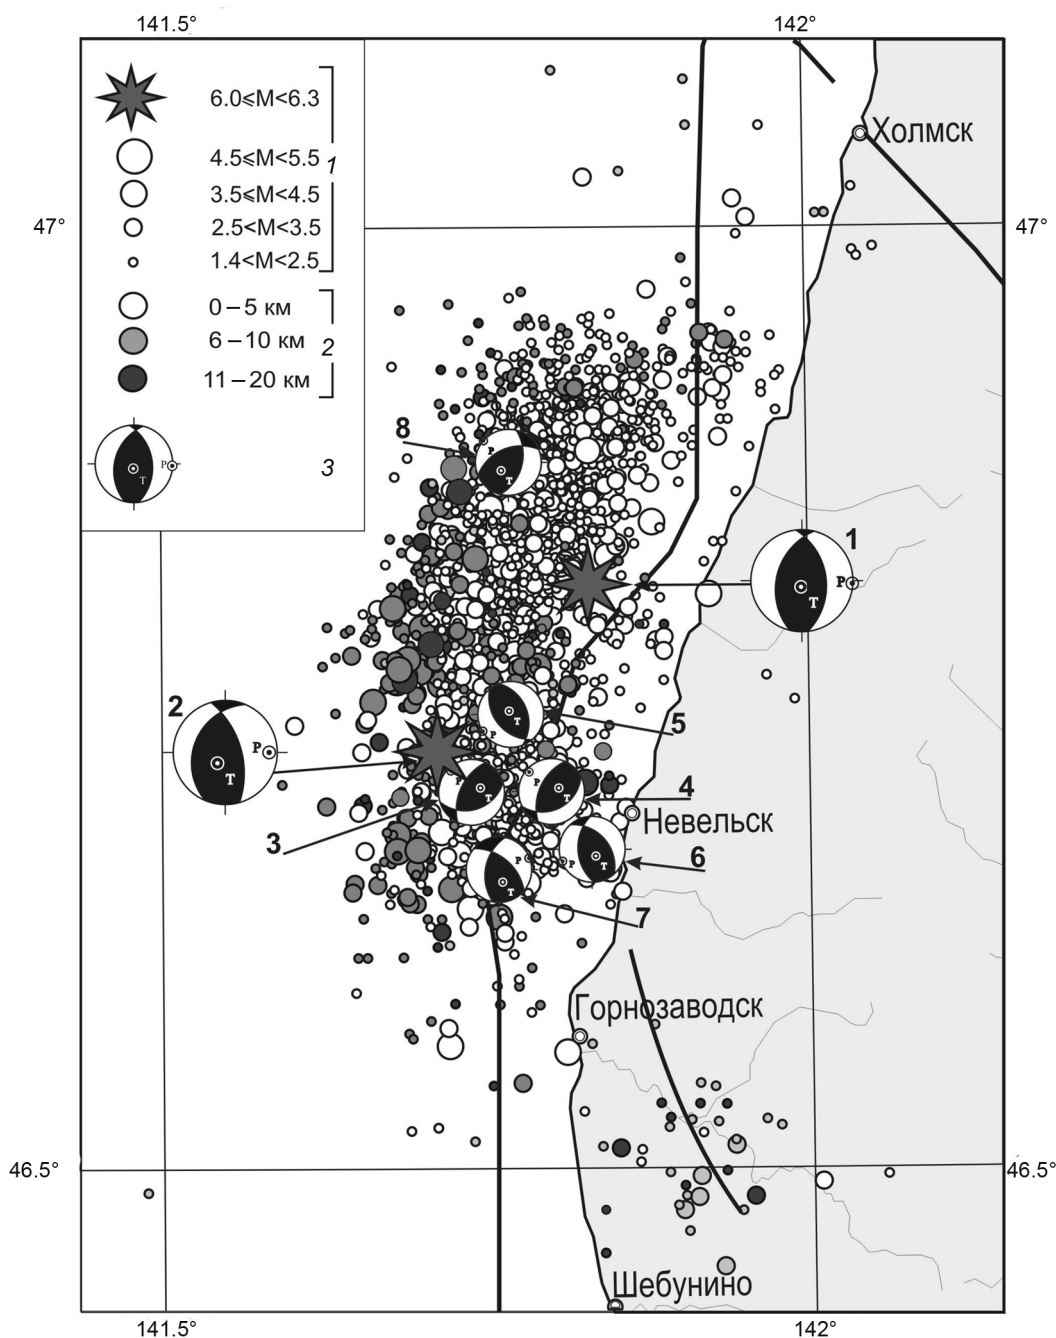 141.5°
142°
6.0⩽M<6.3
4.5⩽M<5.5
1
3.5⩽M<4.5
2.5<M<3.5
1.4<M<2.5
0–5 км
6–10 км
2
11–20 км
P
T
3
Холмск
47°
47°
8
P
T
1
P
T
2
P
T
5
T
P
3
P
T
4
P
T
Невельск
6
P
T
7
P
T
Горнозаводск
46.5°
46.5°
Шебунино
141.5°
142°